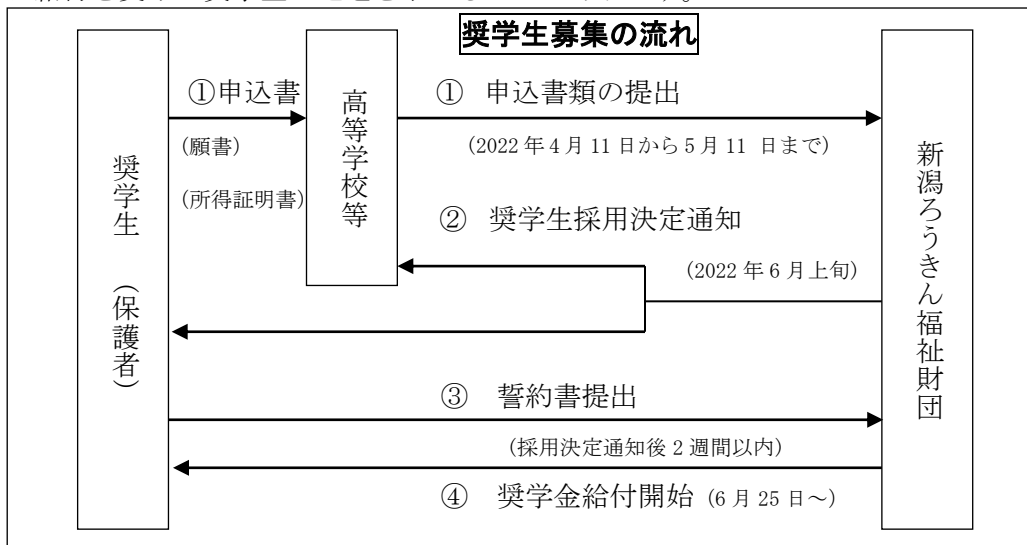 奨学生募集の流れ
①申込書
(願書)
(所得証明書)
高等学校等
① 申込書類の提出
(2022年4月11日から5月11 日まで)
奨学生 (保護者)
新潟ろうきん福祉財団
② 奨学生採用決定通知
(2022年6月上旬)
③ 誓約書提出
(採用決定通知後2週間以内)
④ 奨学金給付開始 (6月25日～)